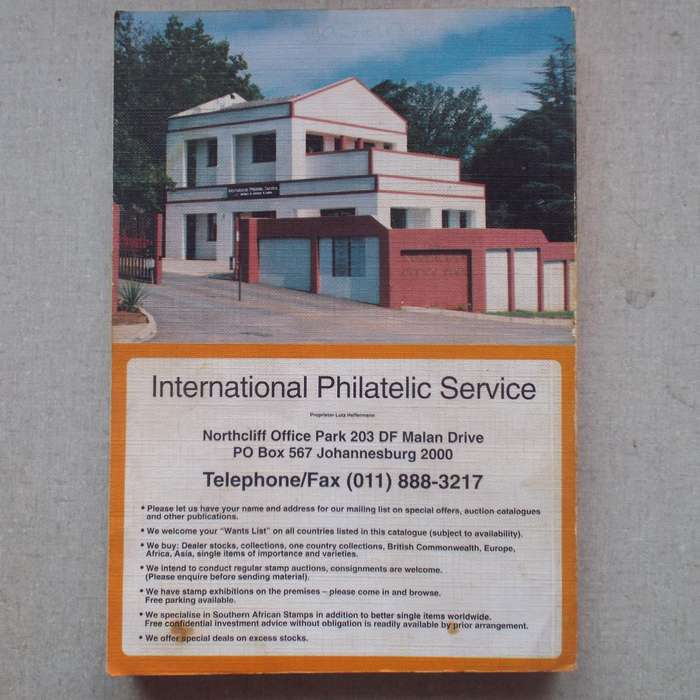 International Philatelic Service
International Philatelic Service
Proprietor Lutz Heffermann
Northcliff Office Park 203 DF Malan Drive
PO Box 567 Johannesburg 2000
Telephone/Fax (011) 888-3217
• Please let us have your name and address for our mailing list on special offers, auction catalogues
and other publications.
• We welcome your "Wants List" on all countries listed in this catalogue (subject to availability).
• We buy: Dealer stocks, collections, one country collections, British Commonwealth, Europe,
Africa, Asia, single items of importance and varieties.
• We intend to conduct regular stamp auctions, consignments are welcome.
(Please enquire before sending material).
• We have stamp exhibitions on the premises – please come in and browse.
Free parking available.
• We specialise in Southern African Stamps in addition to better single items worldwide.
Free confidential investment advice without obligation is readily available by prior arrangement.
• We offer special deals on excess stocks.